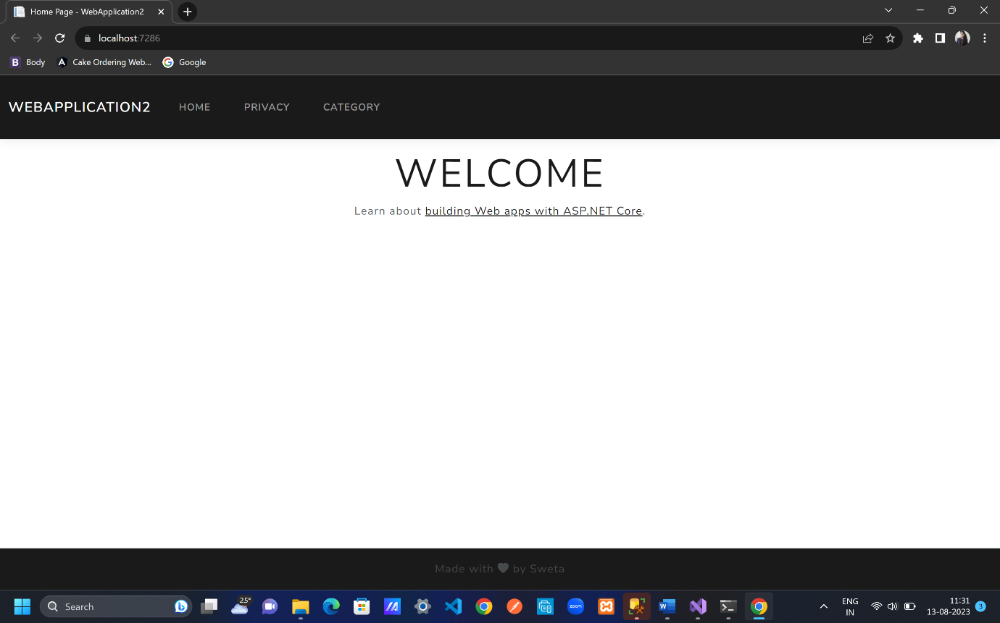 Home Page - WebApplication2
localhost:7286
B Body A Cake Ordering Web... G Google
WEBAPPLICATION2 HOME PRIVACY CATEGORY
WELCOME
Learn about building Web apps with ASP.NET Core.
Made with 🖤 by Sweta
25°
Search
zoom
W
ENG
IN
11:31
13-08-2023
3